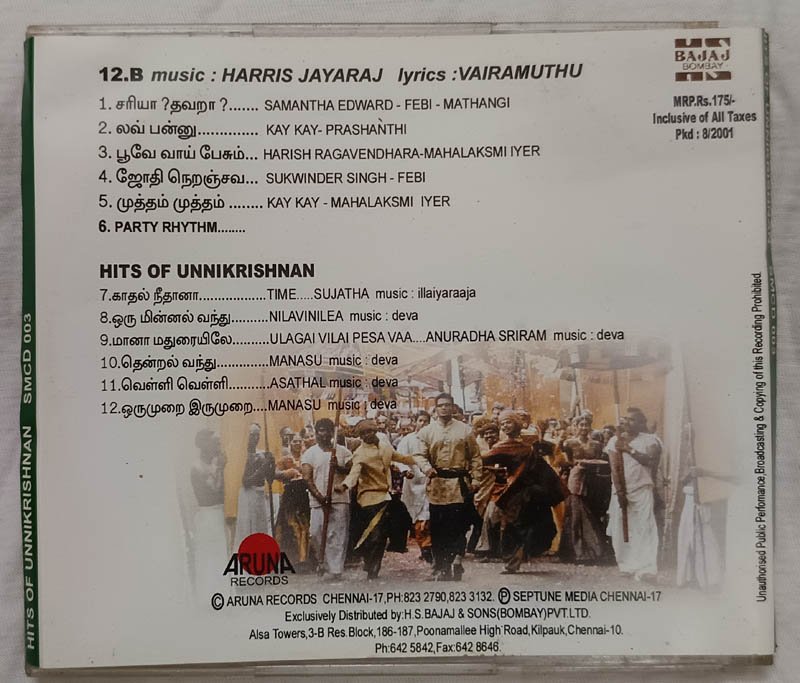 12.B music : HARRIS JAYARAJ lyrics :VAIRAMUTHU
1. சரியா ?தவறா ?....... SAMANTHA EDWARD - FEBI - MATHANGI
2. லவ் பன்னு.............. KAY KAY- PRASHANTHI
3. பூவே வாய் பேசும்... HARISH RAGAVENDHARA-MAHALAKSMI IYER
4. ஜோதி நெறஞ்சவ... SUKWINDER SINGH - FEBI
5. முத்தம் முத்தம் ........ KAY KAY - MAHALAKSMI IYER
6. PARTY RHYTHM........
HITS OF UNNIKRISHNAN
7.காதல் நீதானா..................TIME.....SUJATHA music : illaiyaraaja
8.ஒரு மின்னல் வந்து..........NILAVINILEA music : deva
9.மானா மதுரையிலே..........ULAGAI VILAI PESA VAA....ANURADHA SRIRAM music : deva
10.தென்றல் வந்து............MANASU : deva
11.வெள்ளி வெள்ளி..........ASATHAL music : deva
12.ஒருமுறை இருமுறை....MANASU music : deva
BAJAJ
BOMBAY
MRP.Rs.175/-
Inclusive of All Taxes
Pkd : 8/2001
ARUNA
RECORDS
© ARUNA RECORDS CHENNAI-17,PH:823 2790,823 3132. Ⓟ SEPTUNE MEDIA CHENNAI-17
Exclusively Distributed by:H.S.BAJAJ & SONS(BOMBAY)PVT.LTD.
Alsa Towers,3-B Res.Block,186-187,Poonamallee High Road,Kilpauk,Chennai-10.
Ph:642 5842,Fax:642 8646.
HITS OF UNNIKRISHNAN SMCD 003
Unauthorised Public Perfomance,Broadcasting & Copying of this Recording Prohibited.
SMCD 003